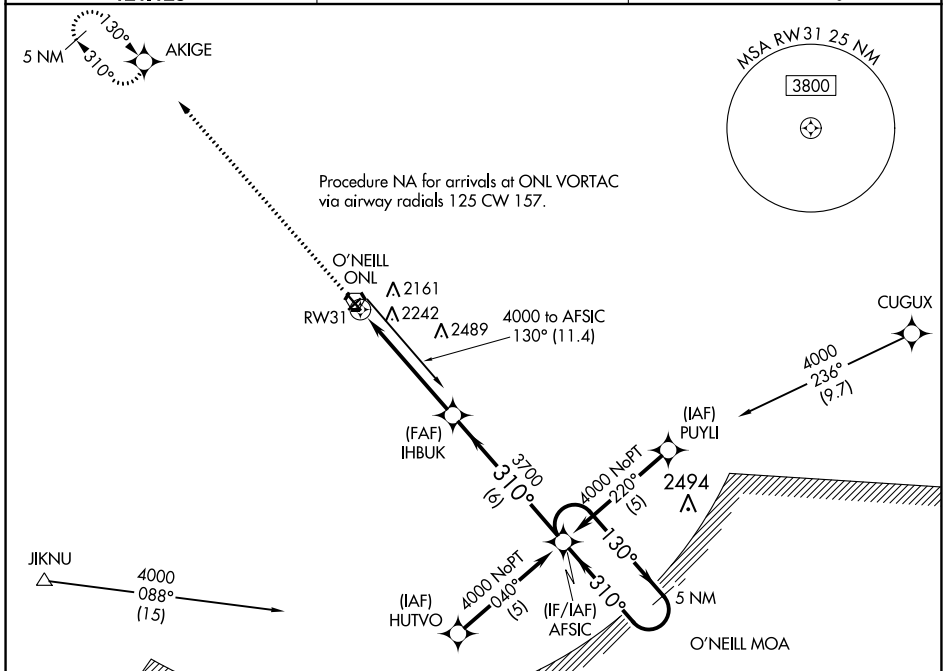 130°
AKIGE
5 NM
310°
MSA RW31 25 NM
3800
Procedure NA for arrivals at ONL VORTAC
via airway radials 125 CW 157.
O'NEILL
ONL
2161
RW31
2242
2489
4000 to AFSIC
130° (11.4)
CUGUX
4000
236°
(9.7)
(IAF)
PUYLI
(FAF)
IHBUK
3700
310°
(6)
4000 NoPT
220°
(5)
2494
130°
JIKNU
4000
088°
(15)
4000 NoPT
040°
(5)
310°
5 NM
(IAF)
HUTVO
(IF/IAF)
AFSIC
O'NEILL MOA